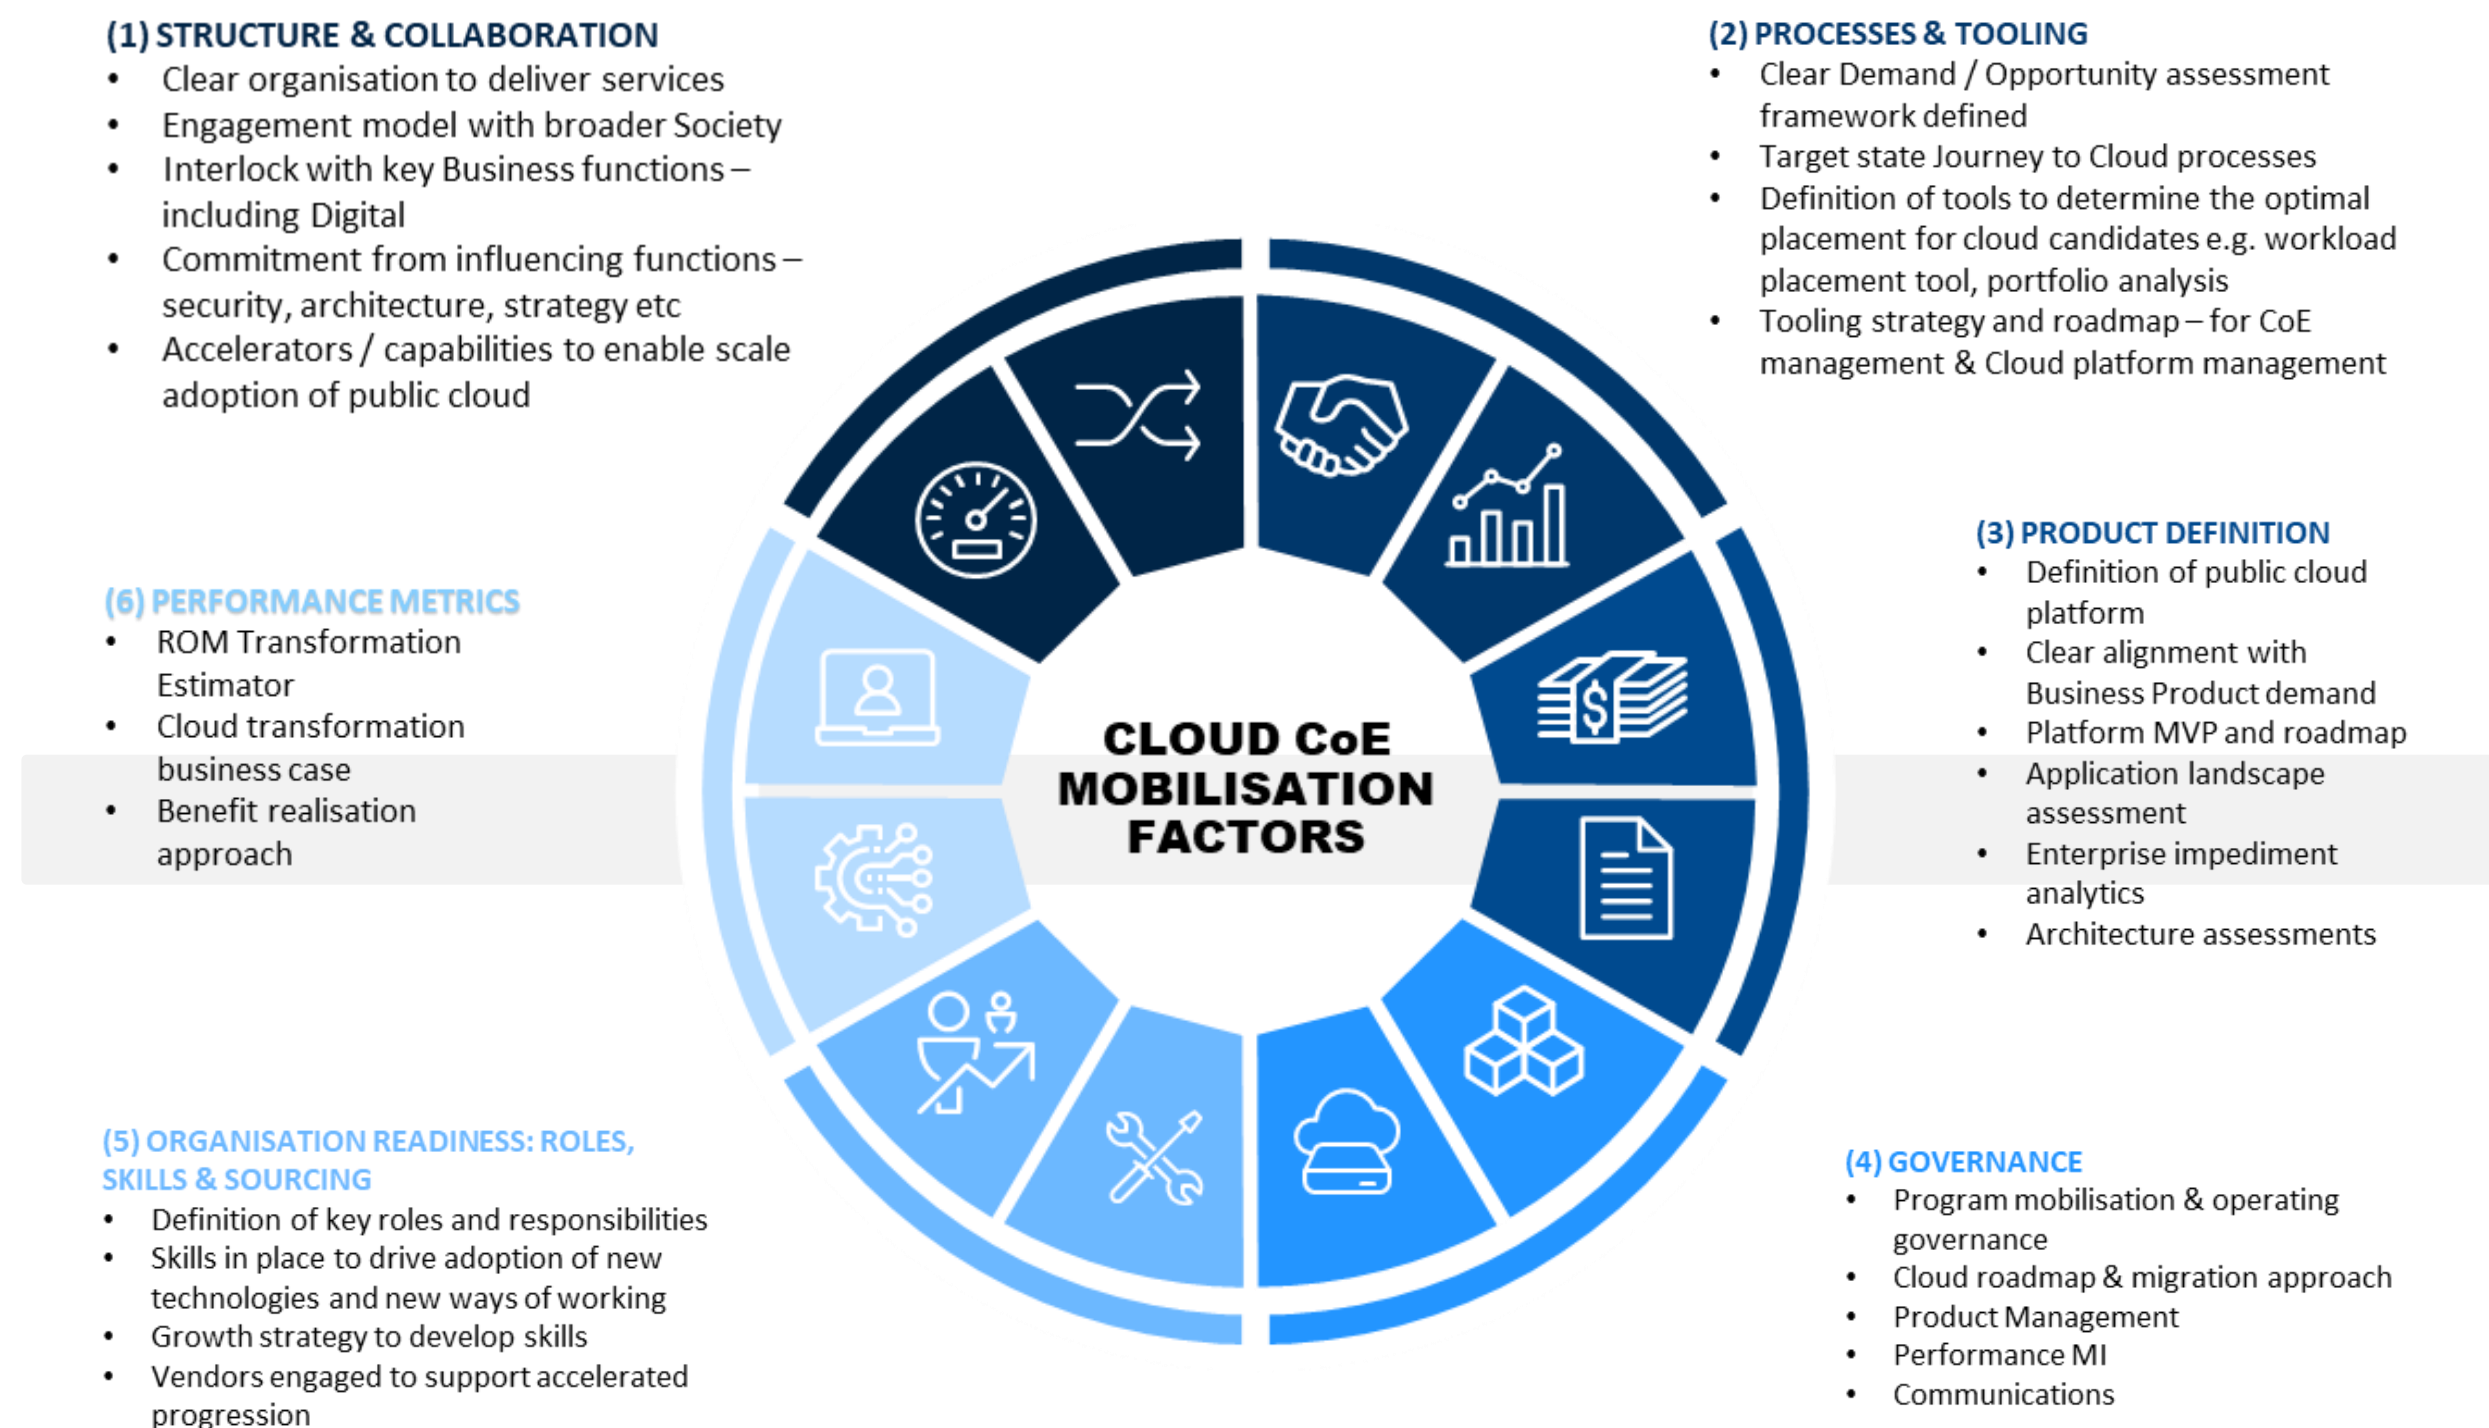 (1) STRUCTURE & COLLABORATION
• Clear organisation to deliver services
• Engagement model with broader Society
• Interlock with key Business functions –
including Digital
• Commitment from influencing functions –
security, architecture, strategy etc
• Accelerators / capabilities to enable scale
adoption of public cloud
(2) PROCESSES & TOOLING
• Clear Demand / Opportunity assessment
framework defined
• Target state Journey to Cloud processes
• Definition of tools to determine the optimal
placement for cloud candidates e.g. workload
placement tool, portfolio analysis
• Tooling strategy and roadmap – for CoE
management & Cloud platform management
(3) PRODUCT DEFINITION
• Definition of public cloud
platform
• Clear alignment with
Business Product demand
• Platform MVP and roadmap
• Application landscape
assessment
• Enterprise impediment
analytics
• Architecture assessments
(4) GOVERNANCE
• Program mobilisation & operating
governance
• Cloud roadmap & migration approach
• Product Management
• Performance MI
• Communications
(5) ORGANISATION READINESS: ROLES,
SKILLS & SOURCING
• Definition of key roles and responsibilities
• Skills in place to drive adoption of new
technologies and new ways of working
• Growth strategy to develop skills
• Vendors engaged to support accelerated
progression
(6) PERFORMANCE METRICS
• ROM Transformation
Estimator
• Cloud transformation
business case
• Benefit realisation
approach
CLOUD CoE
MOBILISATION
FACTORS
$